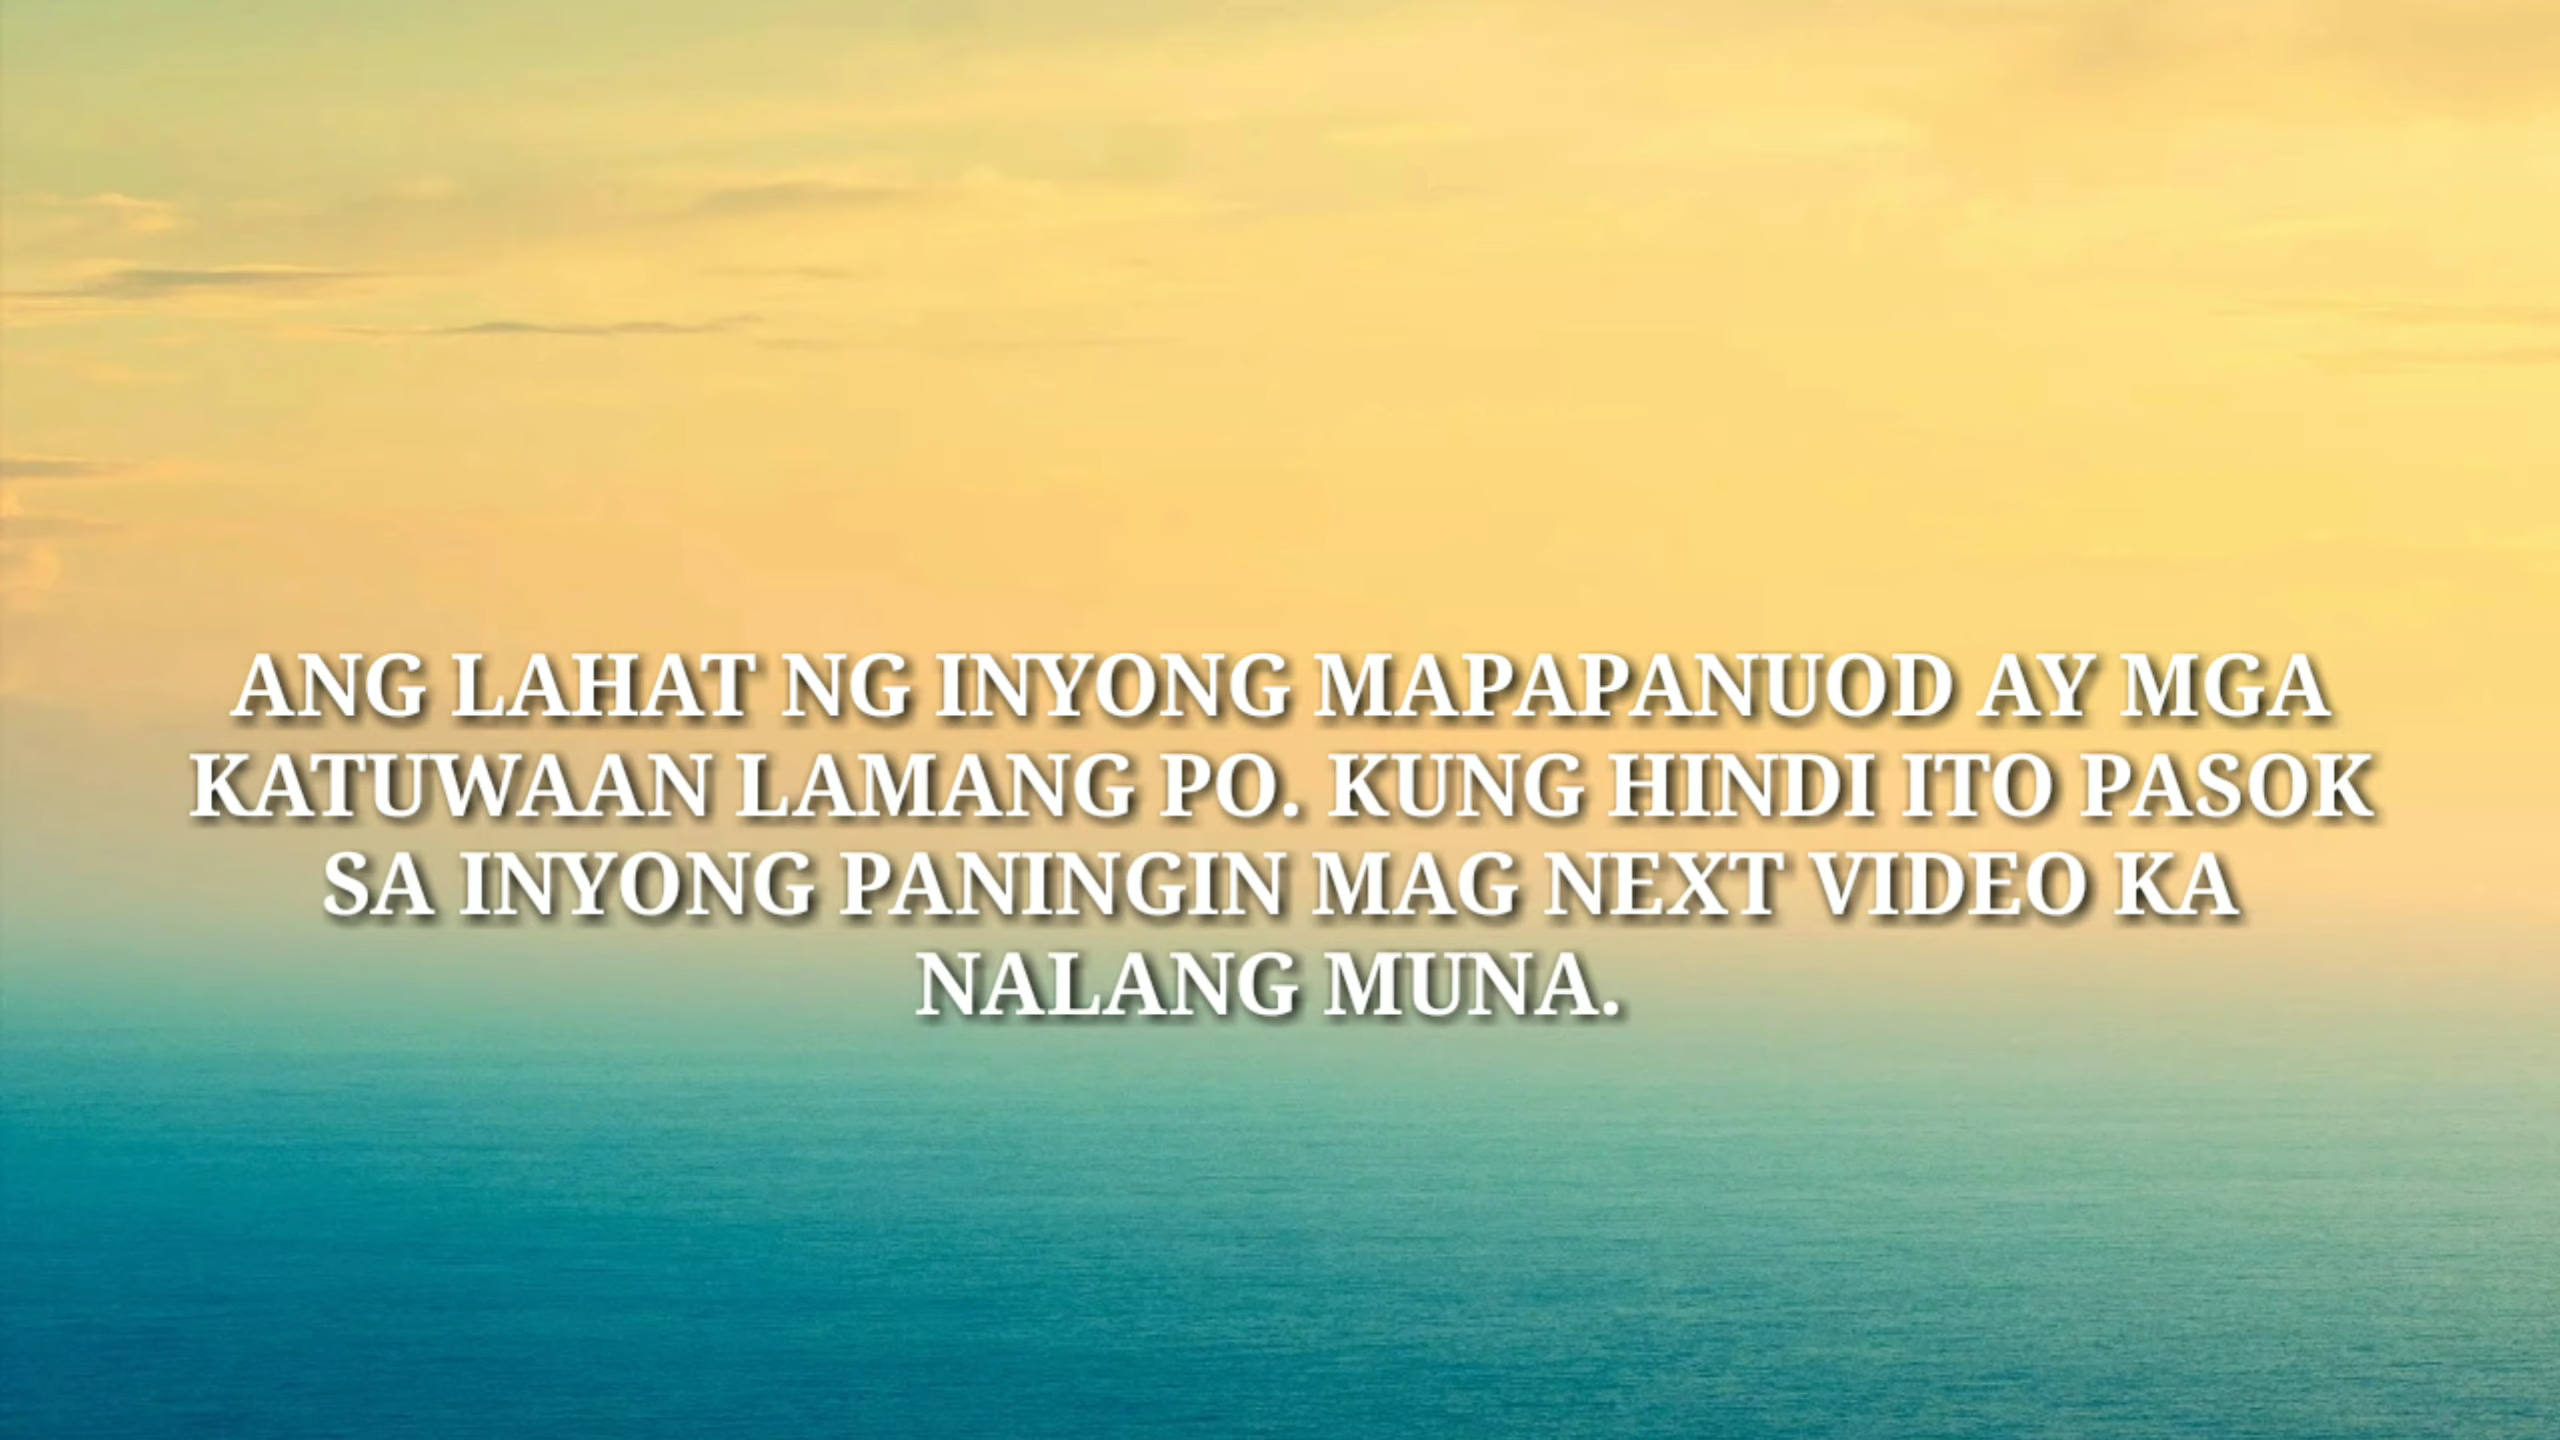 ANG LAHAT NG INYONG MAPAPANUOD AY MGA
KATUWAAN LAMANG PO. KUNG HINDI ITO PASOK
SA INYONG PANINGIN MAG NEXT VIDEO KA
NALANG MUNA.